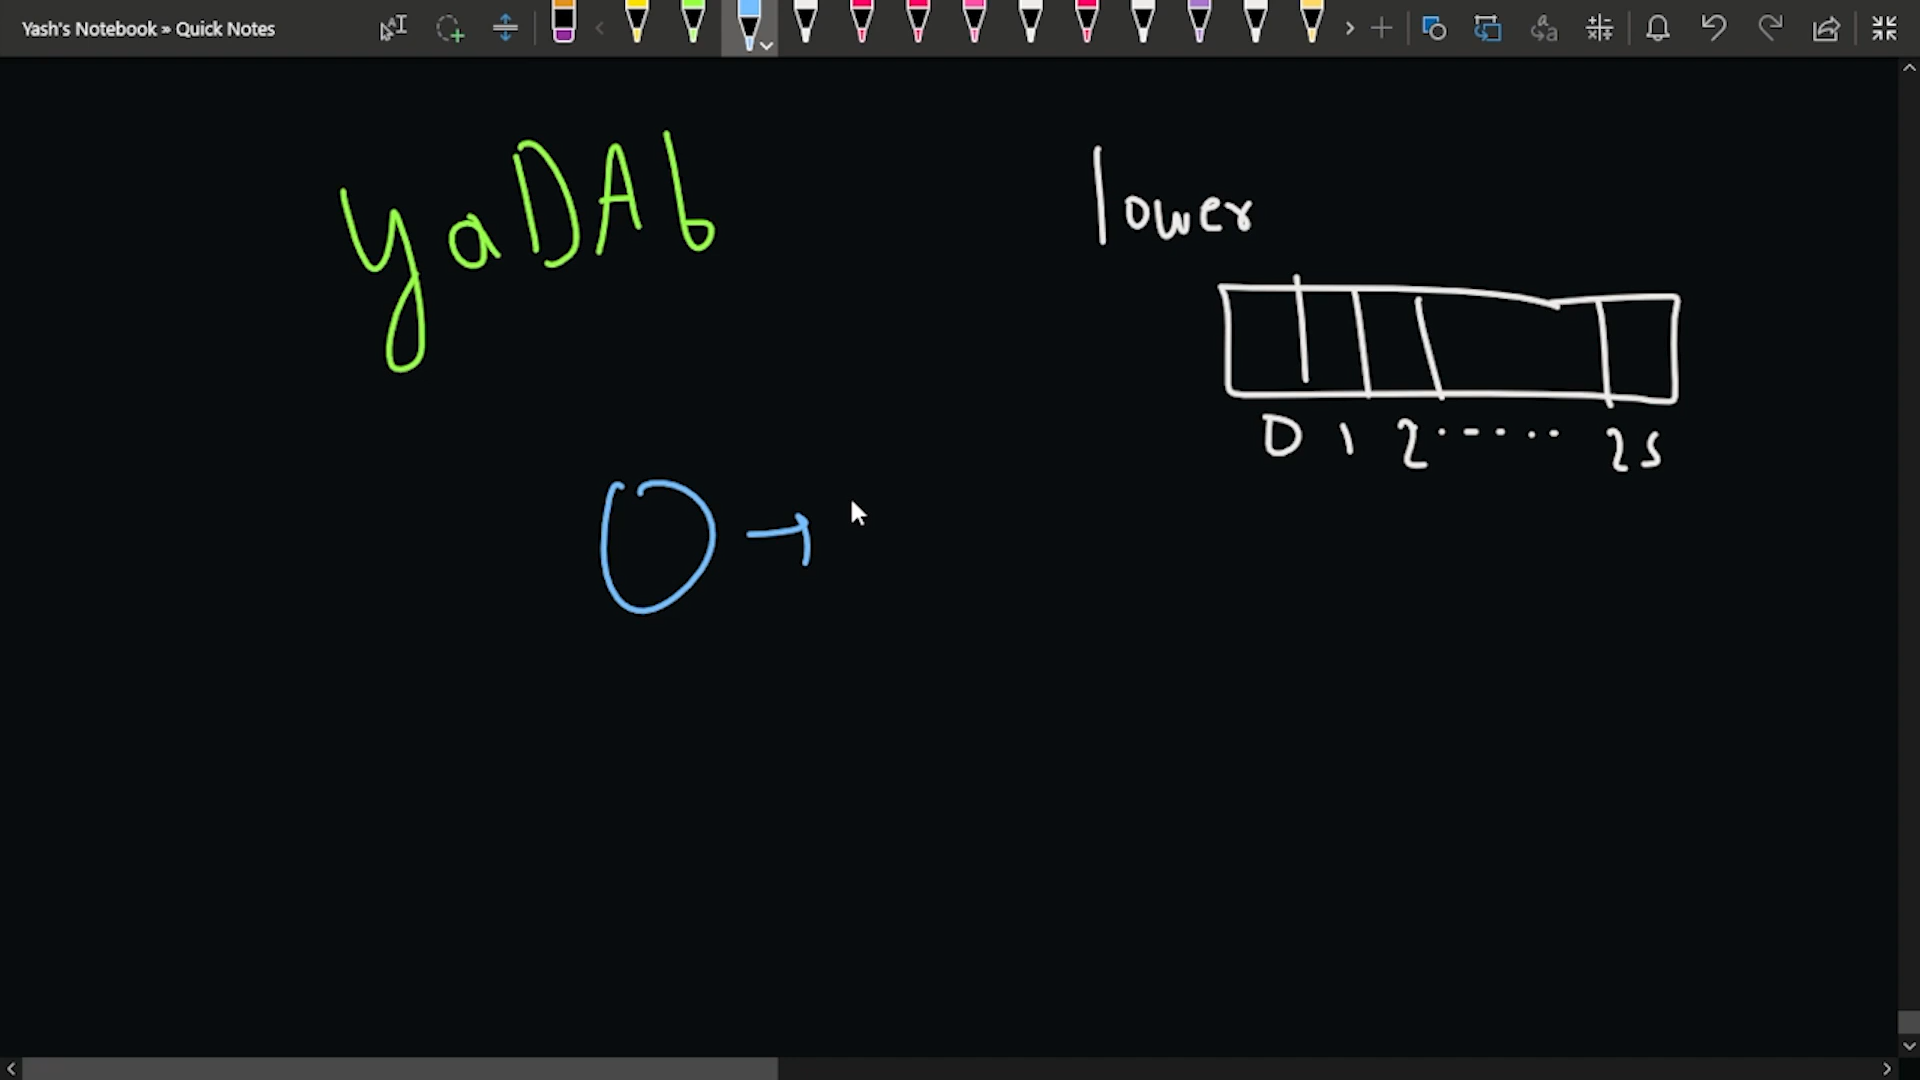 Yash's Notebook » Quick Notes
yaDAb
lower
0 1 2 ...... 25
0 →